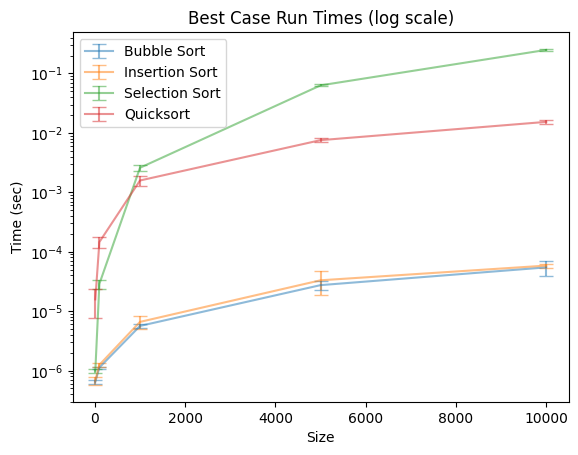 Best Case Run Times (log scale)
Bubble Sort
Insertion Sort
Selection Sort
Quicksort
10⁻¹
10⁻²
10⁻³
10⁻⁴
10⁻⁵
10⁻⁶
Time (sec)
0 2000 4000 6000 8000 10000
Size